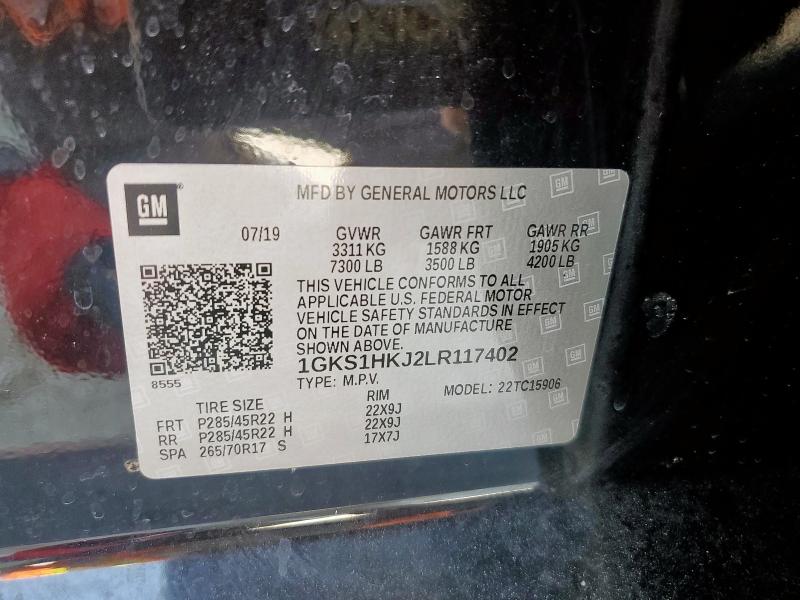 GM
MFD BY GENERAL MOTORS LLC
07/19 GVWR GAWR FRT GAWR RR
3311 KG 1588 KG 1905 KG
7300 LB 3500 LB 4200 LB
THIS VEHICLE CONFORMS TO ALL
APPLICABLE U.S. FEDERAL MOTOR
VEHICLE SAFETY STANDARDS IN EFFECT
ON THE DATE OF MANUFACTURE
SHOWN ABOVE.
1GKS1HKJ2LR117402
8555
TYPE: M.P.V. MODEL: 22TC15906
TIRE SIZE RIM
FRT P285/45R22 H 22X9J
RR P285/45R22 H 22X9J
SPA 265/70R17 S 17X7J